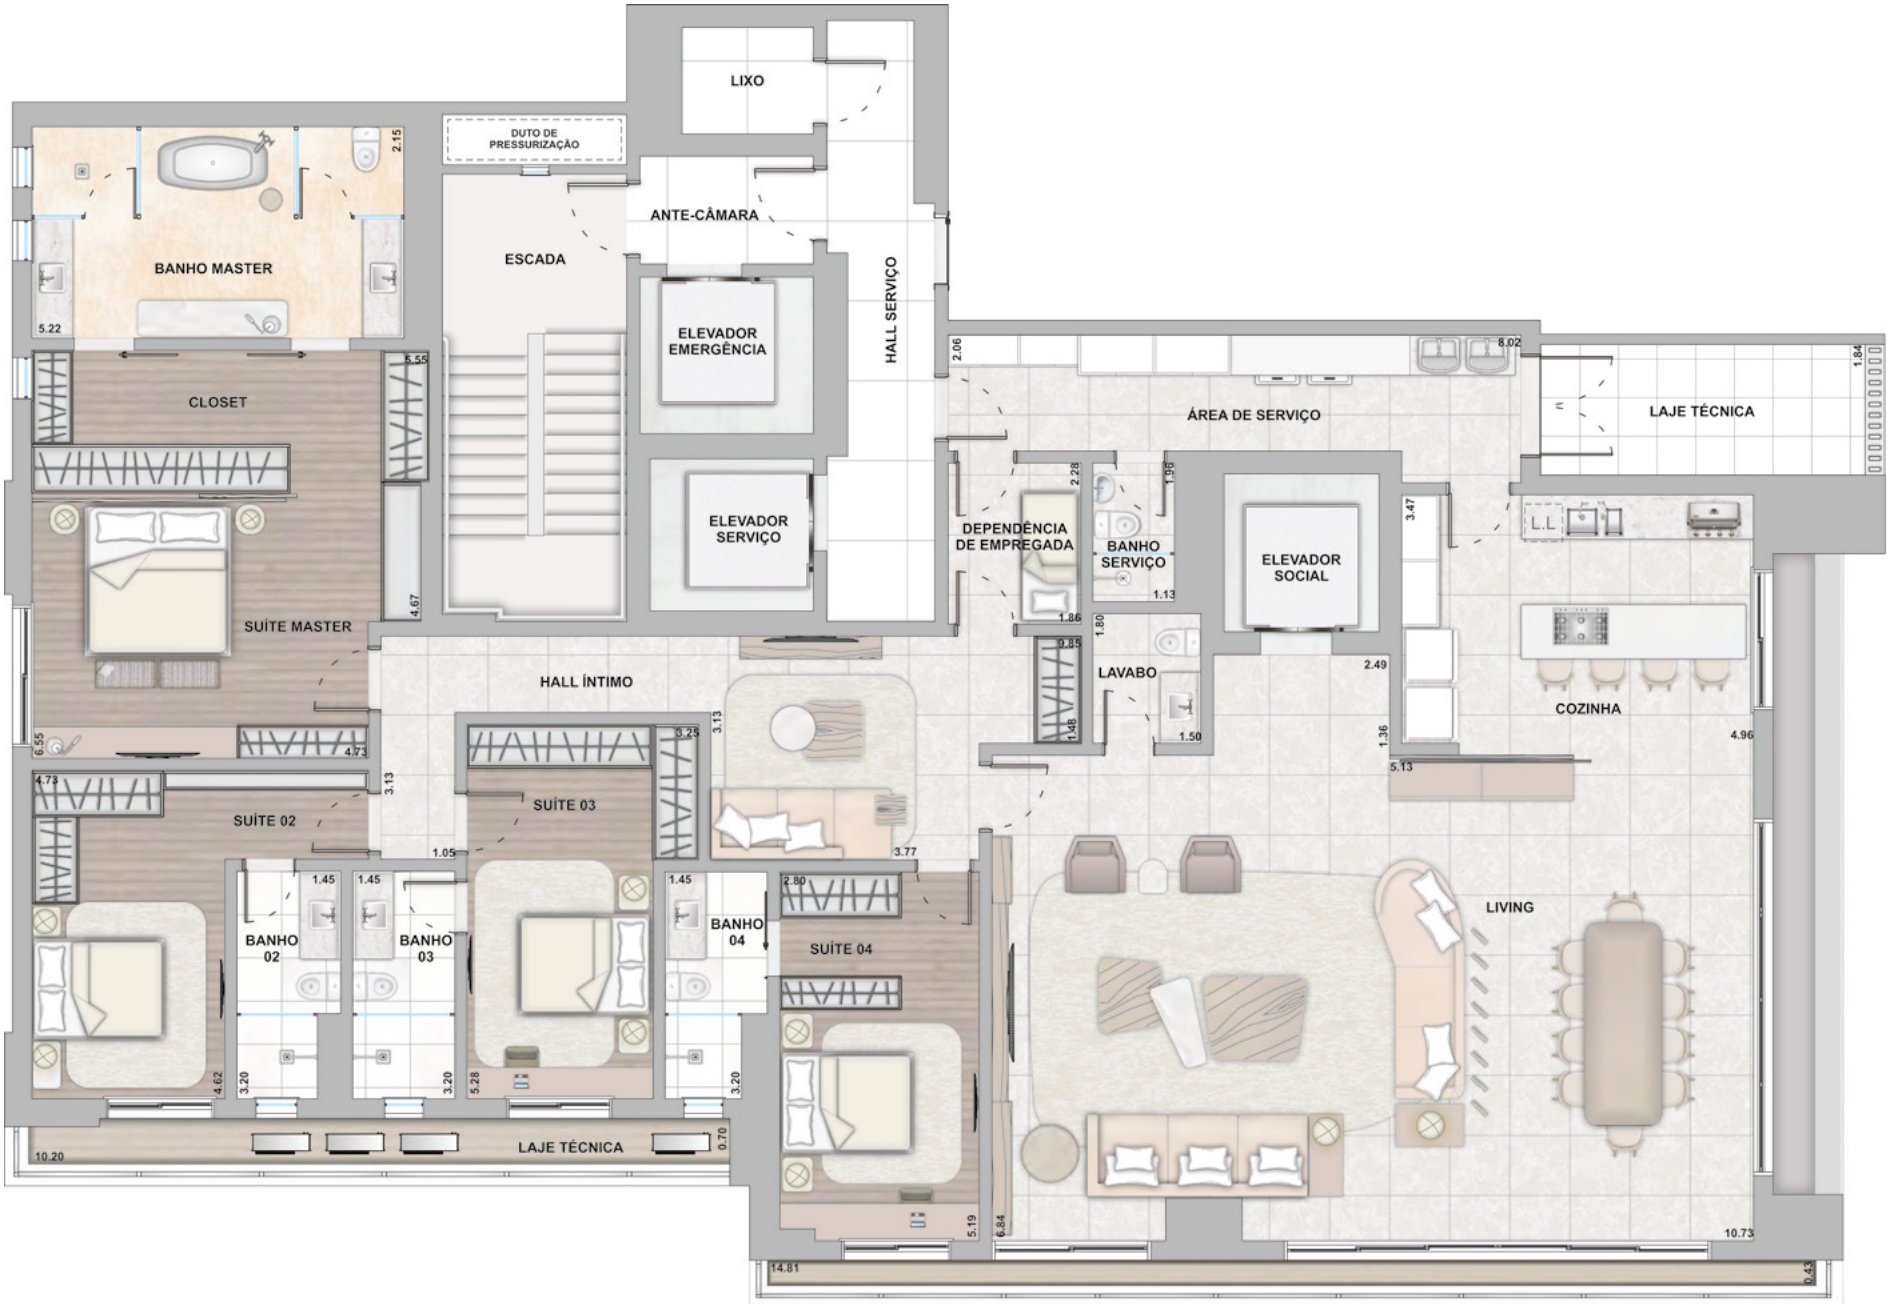 LIXO
DUTO DE
PRESSURIZAÇÃO
2.15
ANTE-CÂMARA
ESCADA
BANHO MASTER
5.22
HALL SERVIÇO
ELEVADOR
EMERGÊNCIA
2.06
8.02
1.84
5.55
CLOSET
ÁREA DE SERVIÇO
LAJE TÉCNICA
2.28
1.96
3.47
ELEVADOR
SERVIÇO
DEPENDÊNCIA
DE EMPREGADA
BANHO
SERVIÇO
ELEVADOR
SOCIAL
L.L
4.67
1.13
1.86
1.80
SUÍTE MASTER
9.85
2.49
HALL ÍNTIMO
LAVABO
COZINHA
3.13
3.25
1.48
1.50
1.36
4.96
6.55
4.73
5.13
4.73
3.13
SUÍTE 03
SUÍTE 02
1.05
3.77
1.45
1.45
1.45
2.80
LIVING
BANHO
02
BANHO
03
BANHO
04
SUÍTE 04
4.62
3.20
3.20
5.28
3.20
LAJE TÉCNICA
0.70
10.20
5.19
6.84
10.73
14.81
0.43